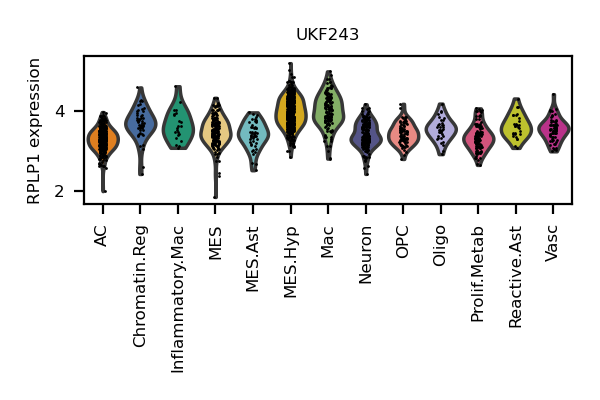 UKF243
RPLP1 expression
4
2
AC
Chromatin.Reg
Inflammatory.Mac
MES
MES.Ast
MES.Hyp
Mac
Neuron
OPC
Oligo
Prolif.Metab
Reactive.Ast
Vasc